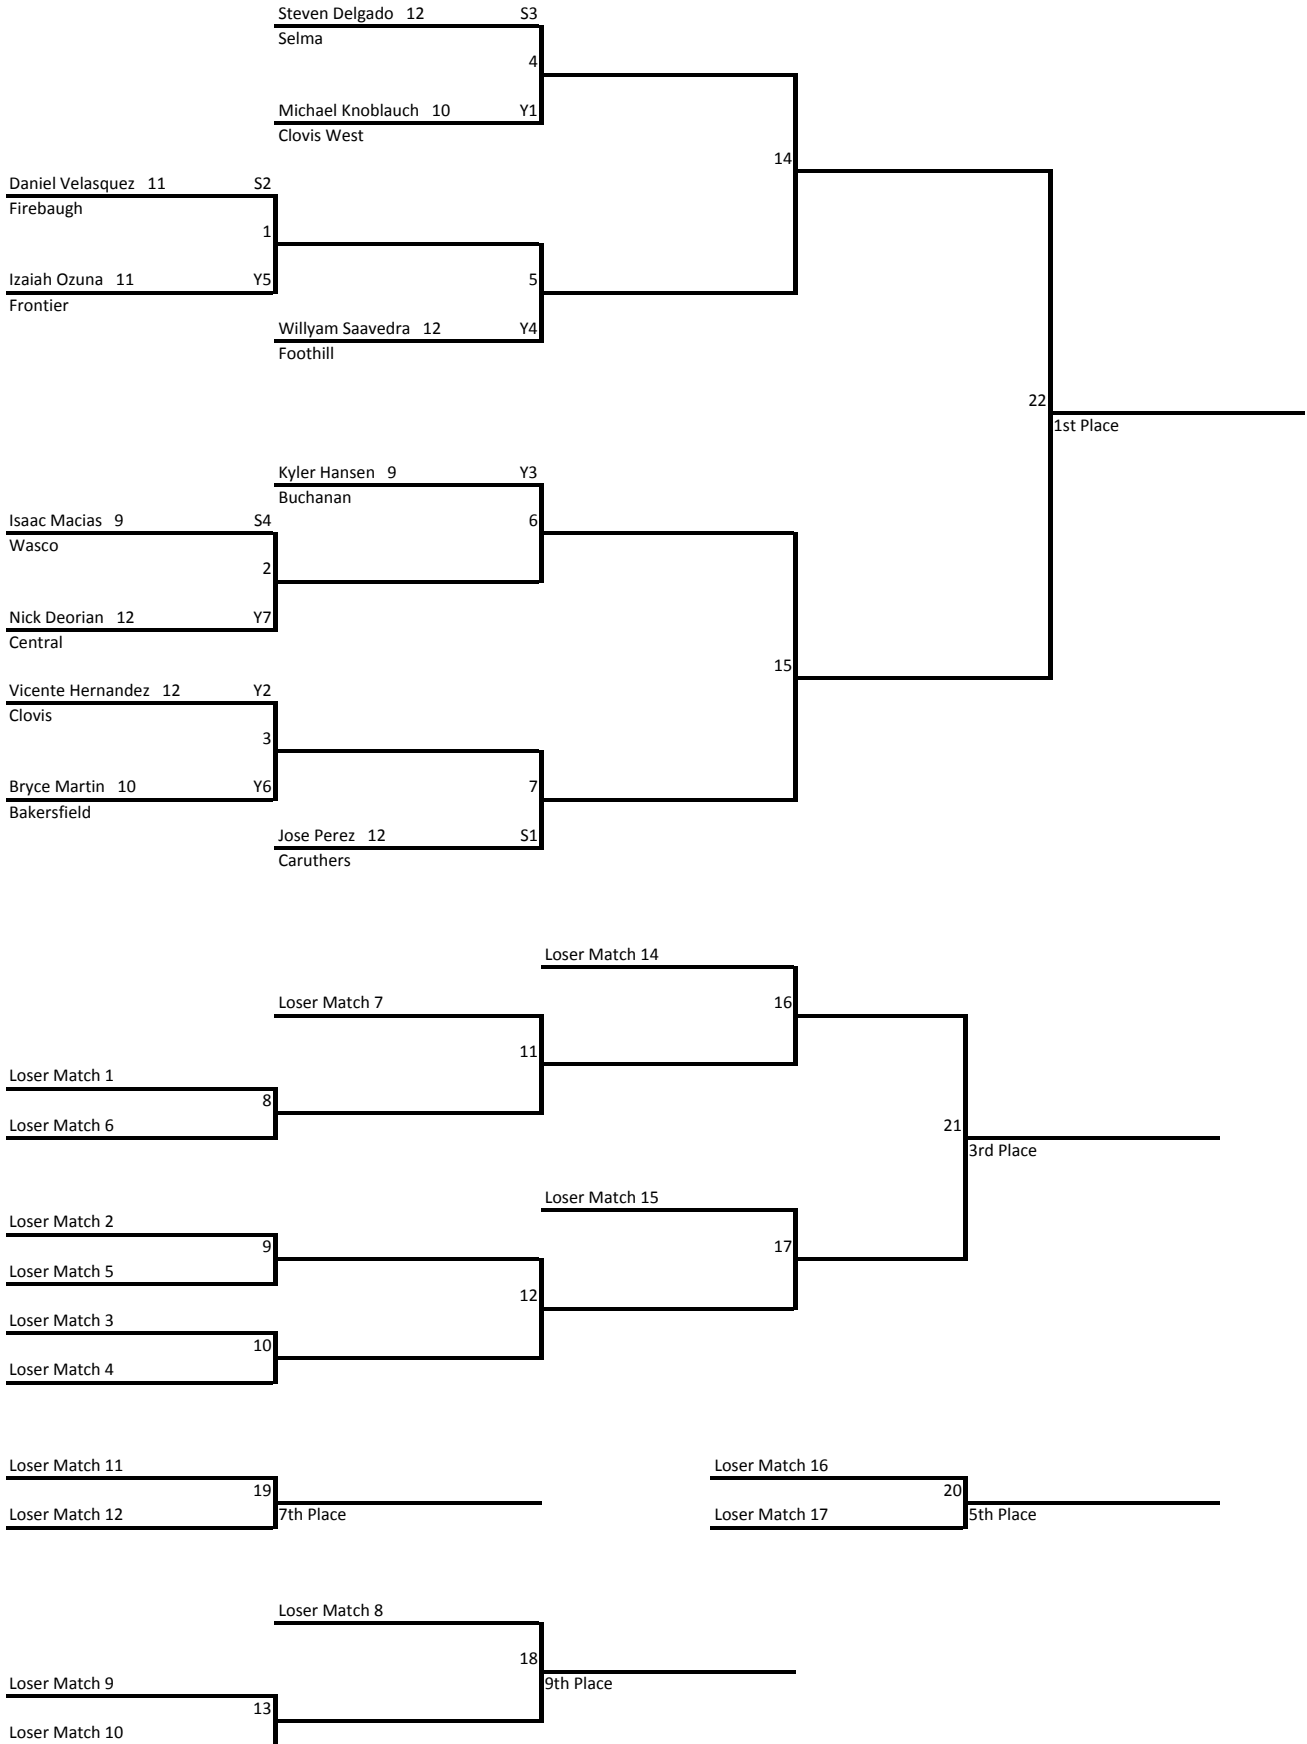 Steven Delgado 12 S3
Selma
4
Michael Knoblauch 10 Y1
Clovis West
14
Daniel Velasquez 11 S2
Firebaugh
1
Izaiah Ozuna 11 Y5
Frontier
5
Willyam Saavedra 12 Y4
Foothill
22
1st Place
Kyler Hansen 9 Y3
Buchanan
Isaac Macias 9 S4
6
Wasco
2
Nick Deorian 12 Y7
Central
15
Vicente Hernandez 12 Y2
Clovis
3
Bryce Martin 10 Y6
7
Bakersfield
Jose Perez 12 S1
Caruthers
Loser Match 14
Loser Match 7
16
11
Loser Match 1
8
Loser Match 6
21
3rd Place
Loser Match 15
Loser Match 2
9
17
Loser Match 5
12
Loser Match 3
10
Loser Match 4
Loser Match 11
Loser Match 16
19
20
Loser Match 12
7th Place
Loser Match 17
5th Place
Loser Match 8
18
9th Place
Loser Match 9
13
Loser Match 10